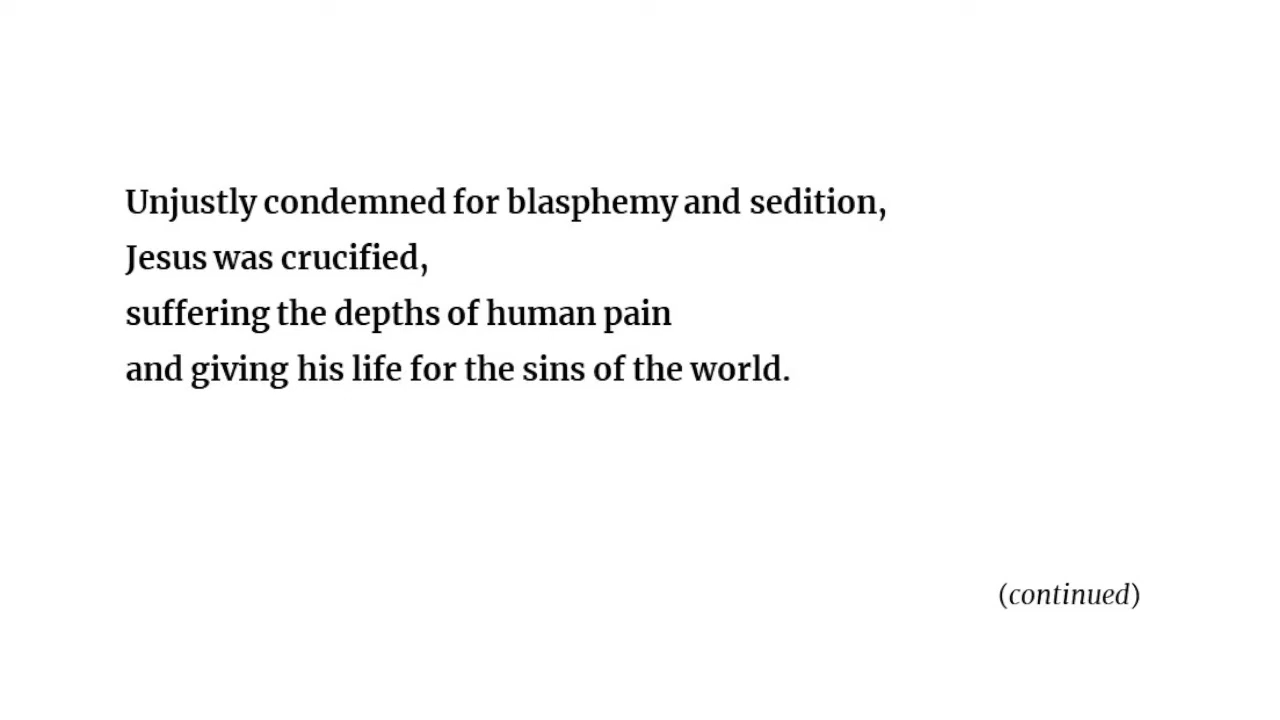 Unjustly condemned for blasphemy and sedition,
Jesus was crucified,
suffering the depths of human pain
and giving his life for the sins of the world.
(continued)